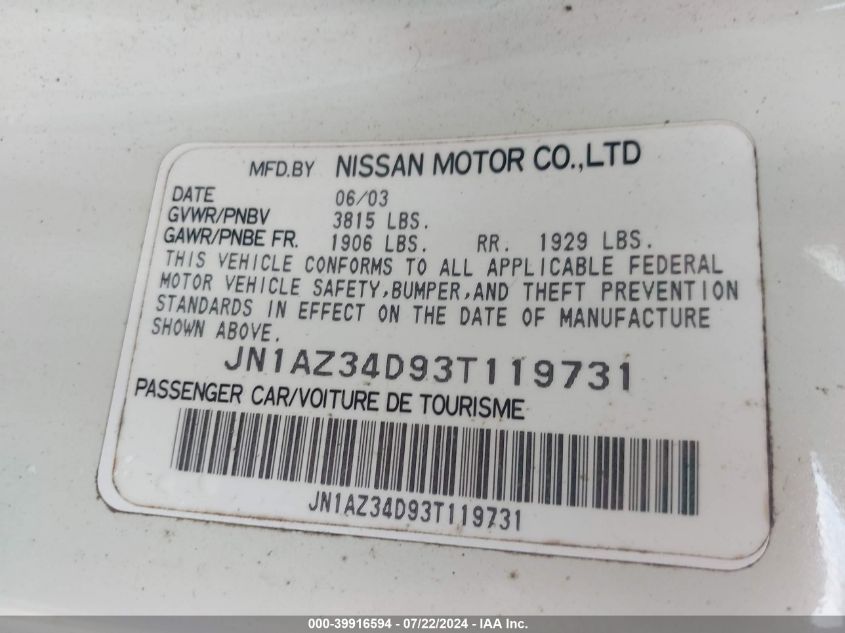 MFD.BY NISSAN MOTOR CO.,LTD
DATE 06/03
GVWR/PNBV 3815 LBS.
GAWR/PNBE FR. 1906 LBS. RR. 1929 LBS.
THIS VEHICLE CONFORMS TO ALL APPLICABLE FEDERAL
MOTOR VEHICLE SAFETY,BUMPER,AND THEFT PREVENTION
STANDARDS IN EFFECT ON THE DATE OF MANUFACTURE
SHOWN ABOVE.
JN1AZ34D93T119731
PASSENGER CAR/VOITURE DE TOURISME
JN1AZ34D93T119731
000-39916594 - 07/22/2024 - IAA Inc.